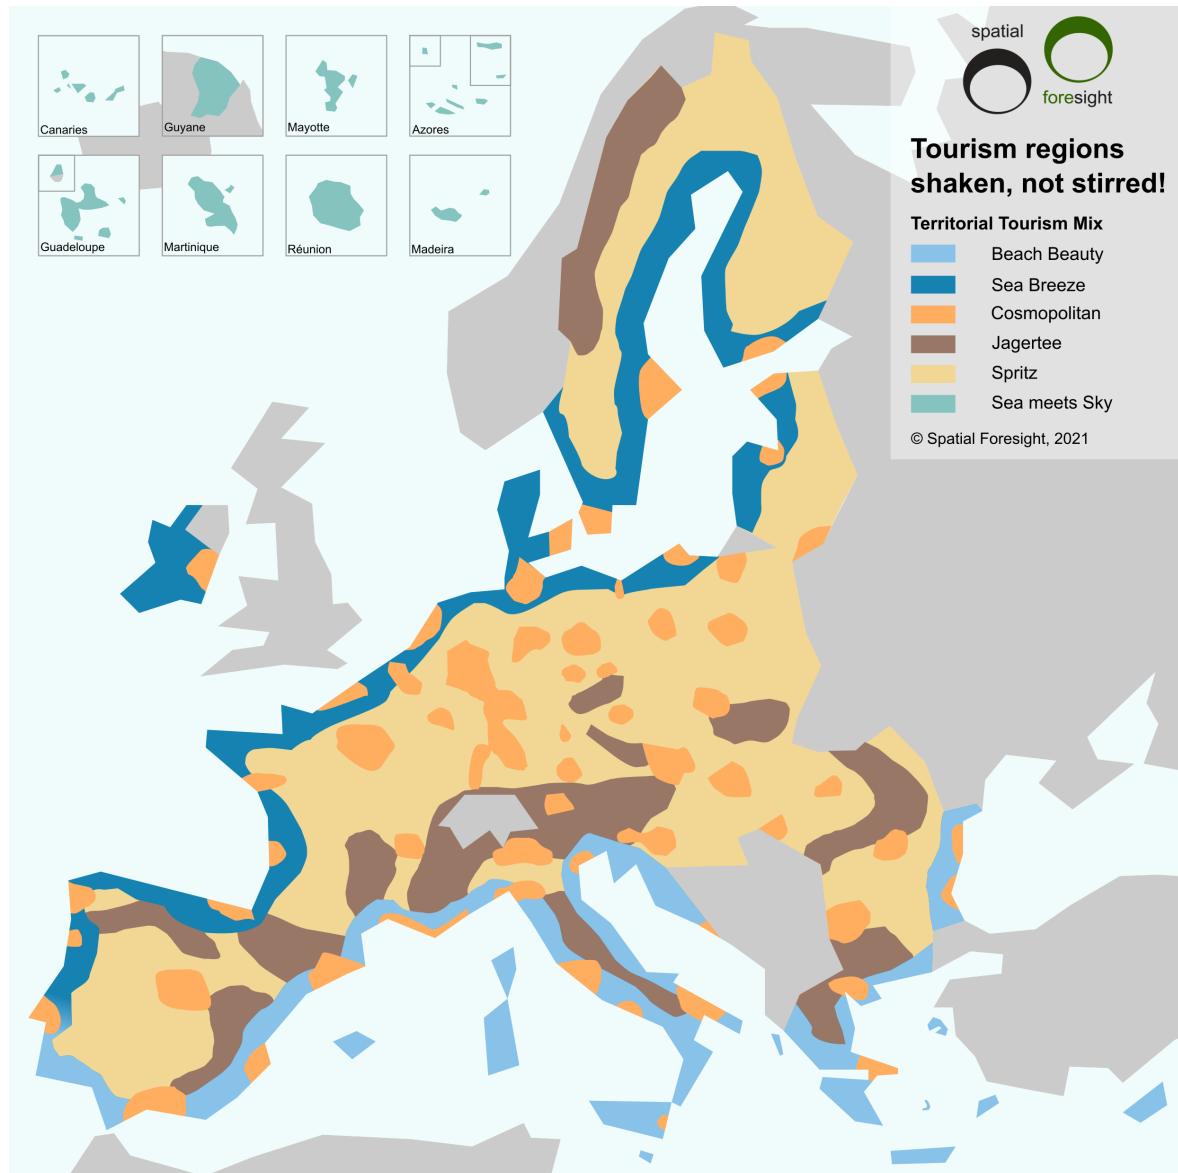 spatial
foresight
Tourism regions
shaken, not stirred!
Territorial Tourism Mix
Beach Beauty
Sea Breeze
Cosmopolitan
Jagertee
Spritz
Sea meets Sky
© Spatial Foresight, 2021
Canaries
Guyane
Mayotte
Azores
Guadeloupe
Martinique
Réunion
Madeira